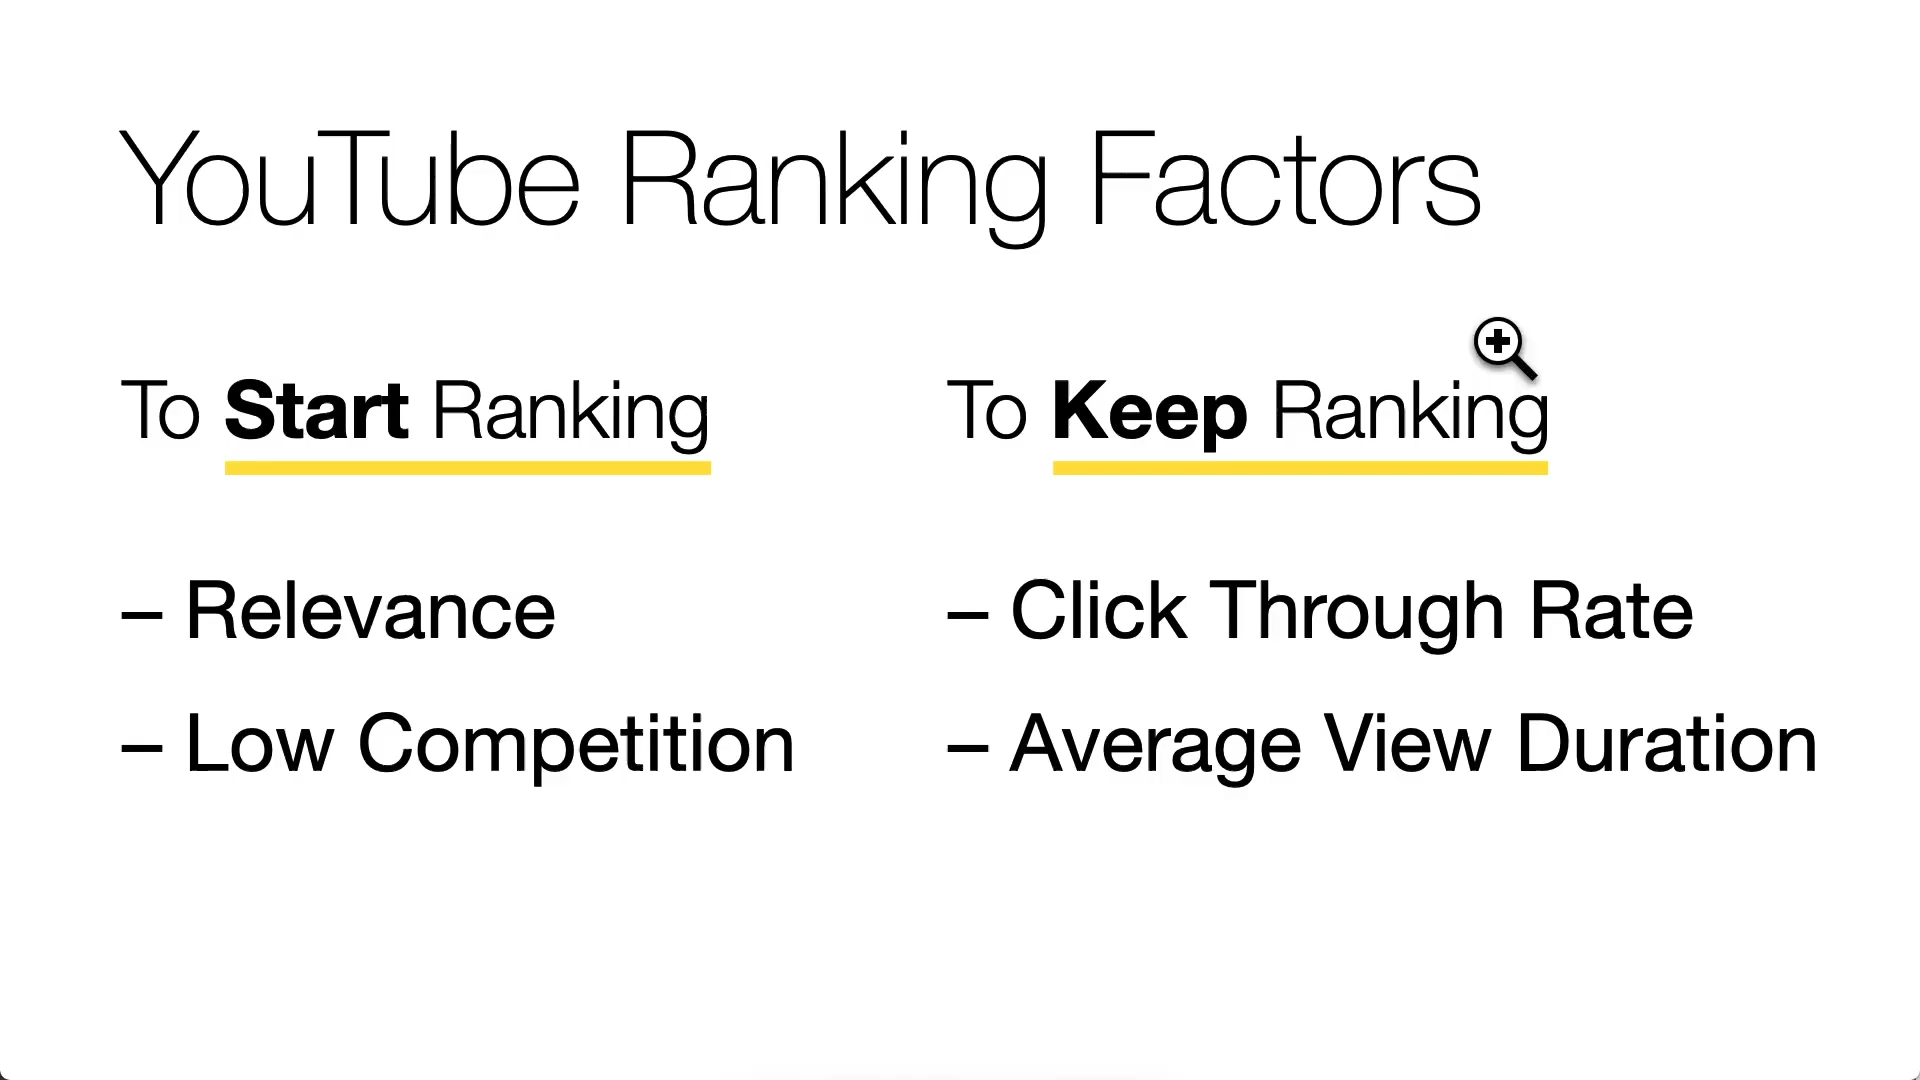 YouTube Ranking Factors
To Start Ranking
– Relevance
– Low Competition
To Keep Ranking
– Click Through Rate
– Average View Duration